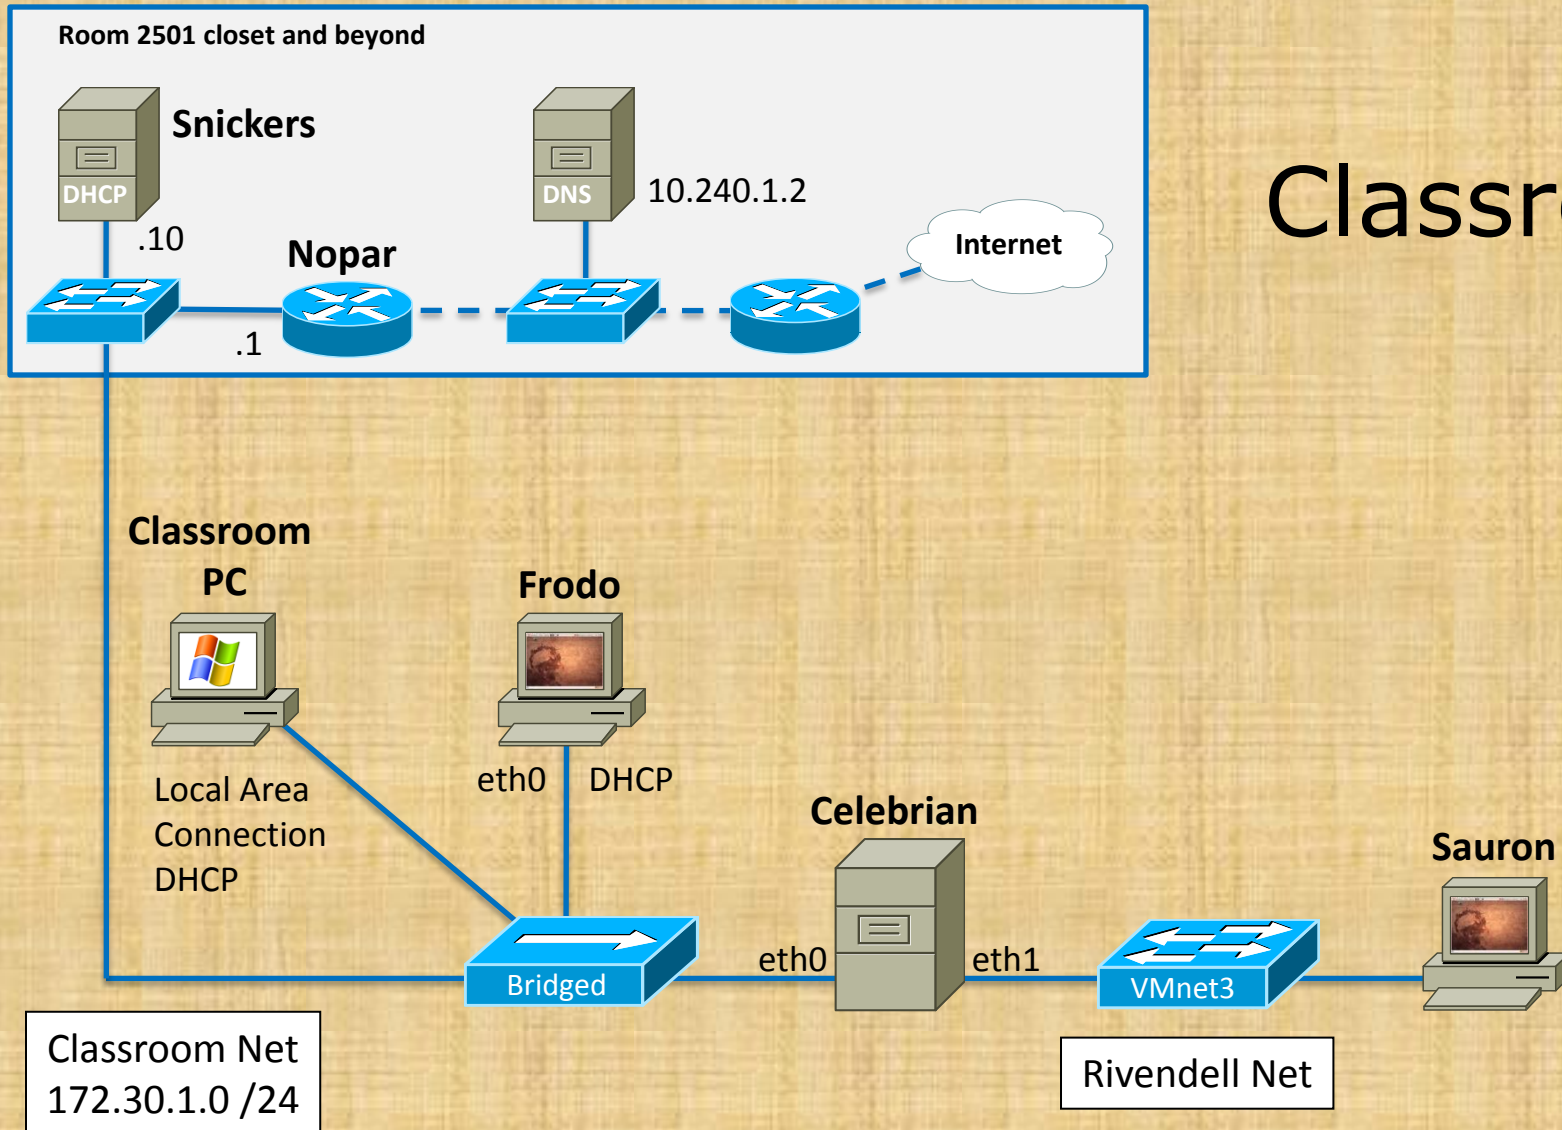 Room 2501 closet and beyond
Snickers
DHCP
.10
Nopar
.1
DNS
10.240.1.2
Internet
Classr
Classroom
PC
Local Area
Connection
DHCP
Frodo
eth0 DHCP
Celebrian
eth0
eth1
Sauron
Bridged
VMnet3
Classroom Net
172.30.1.0 /24
Rivendell Net